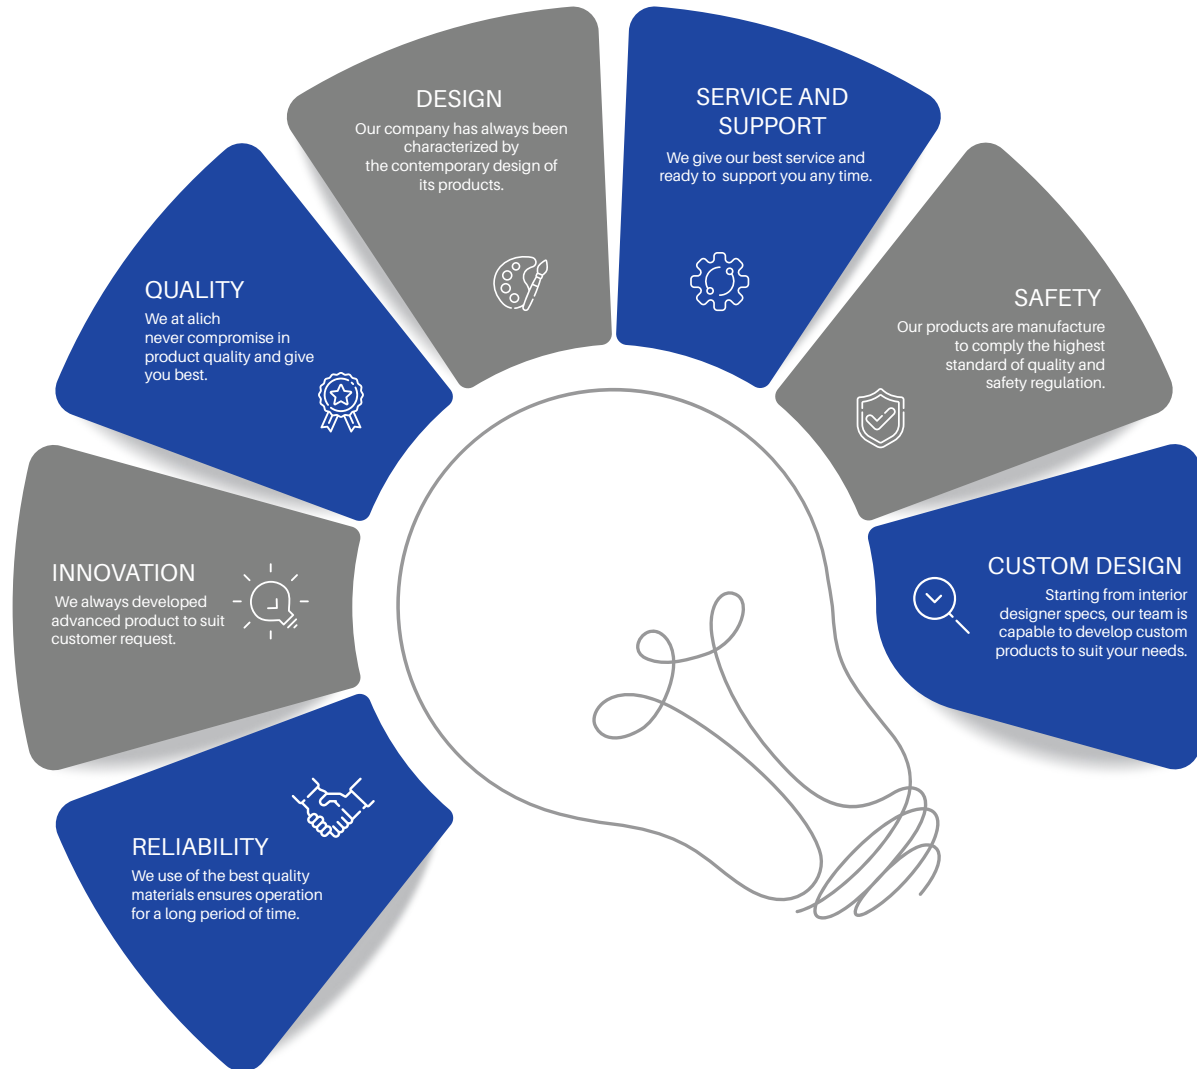 DESIGN
Our company has always been
characterized by
the contemporary design of
its products.
SERVICE AND
SUPPORT
We give our best service and
ready to  support you any time.
QUALITY
We at alich
never compromise in
product quality and give
you best.
SAFETY
Our products are manufacture
to comply the highest
standard of quality and
safety regulation.
INNOVATION
We always developed
advanced product to suit
customer request.
CUSTOM DESIGN
Starting from interior
designer specs, our team is
capable to develop custom
products to suit your needs.
RELIABILITY
We use of the best quality
materials ensures operation
for a long period of time.